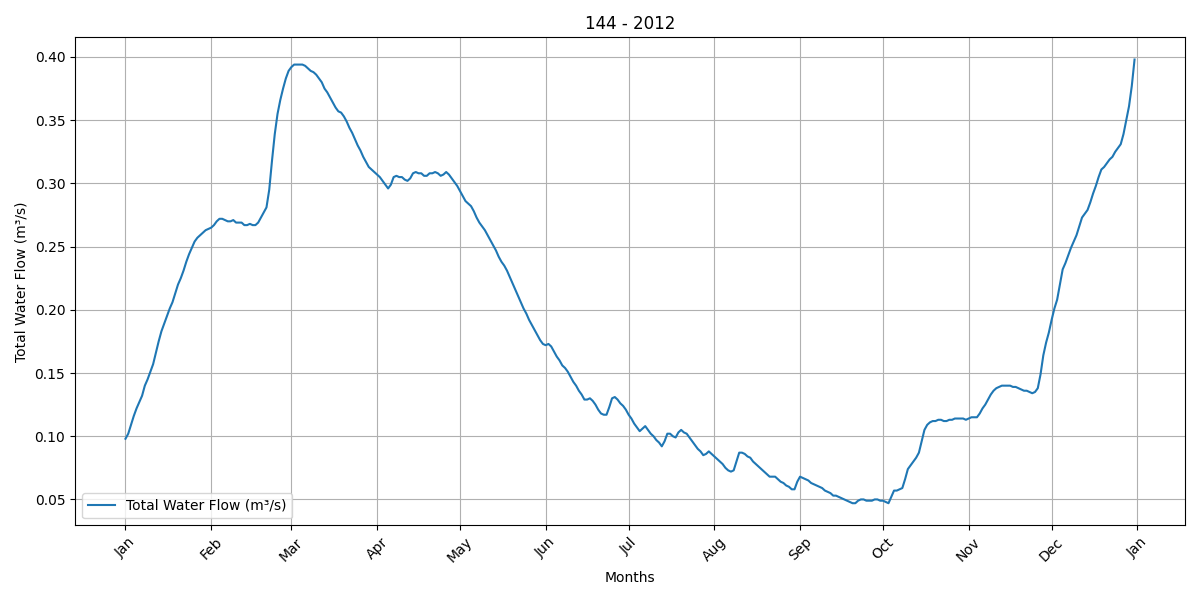 144 - 2012
Total Water Flow (m³/s)
0.40
0.35
0.30
0.25
0.20
0.15
0.10
0.05
Total Water Flow (m³/s)
Jan Feb Mar Apr May Jun Jul Aug Sep Oct Nov Dec Jan
Months